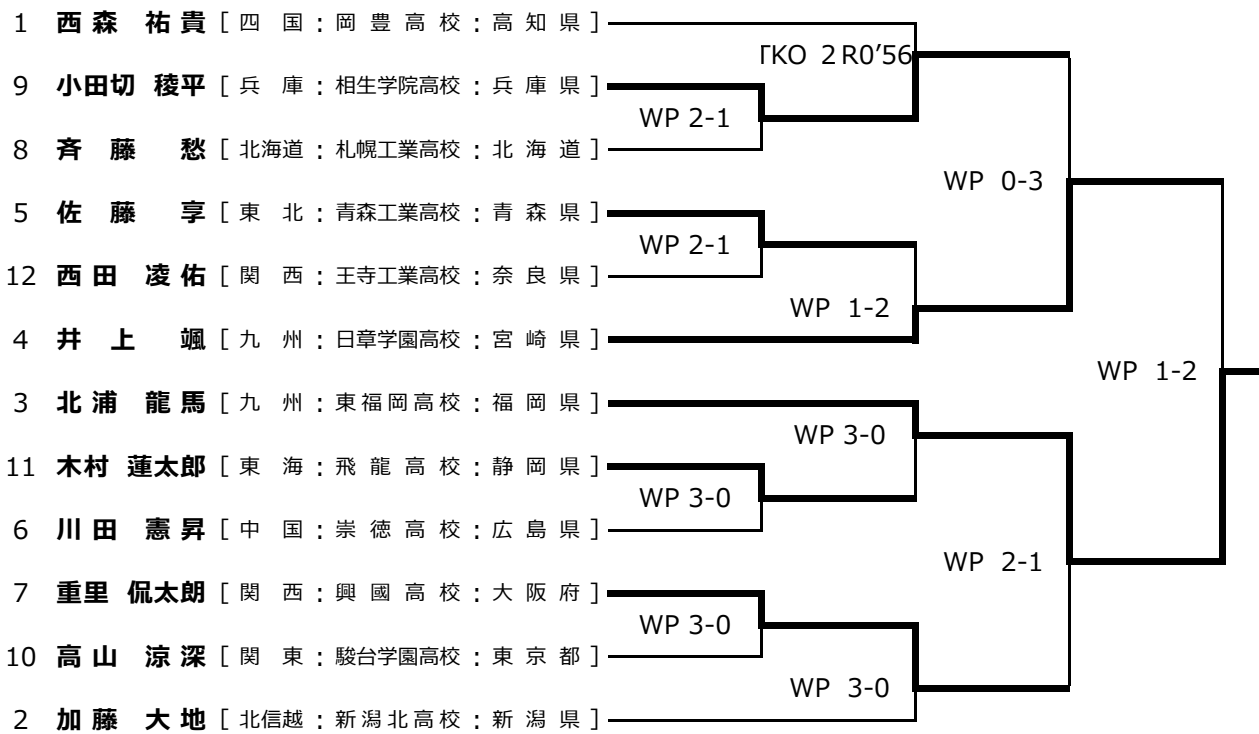 1 西森 祐貴 [ 四 国 : 岡豊高校 : 高知県 ]
TKO 2R0'56
9 小田切 稜平 [ 兵 庫 : 相生学院高校 : 兵庫県 ]
WP 2-1
8 斉藤 愁 [ 北海道 : 札幌工業高校 : 北海道 ]
WP 0-3
5 佐藤 享 [ 東 北 : 青森工業高校 : 青森県 ]
WP 2-1
12 西田 凌佑 [ 関 西 : 王寺工業高校 : 奈良県 ]
WP 1-2
4 井上 颯 [ 九 州 : 日章学園高校 : 宮崎県 ]
WP 1-2
3 北浦 龍馬 [ 九 州 : 東福岡高校 : 福岡県 ]
WP 3-0
11 木村 蓮太郎 [ 東 海 : 飛龍高校 : 静岡県 ]
WP 3-0
6 川田 憲昇 [ 中 国 : 崇徳高校 : 広島県 ]
WP 2-1
7 重里 侃太朗 [ 関 西 : 興國高校 : 大阪府 ]
WP 3-0
10 高山 涼深 [ 関 東 : 駿台学園高校 : 東京都 ]
WP 3-0
2 加藤 大地 [ 北信越 : 新潟北高校 : 新潟県 ]